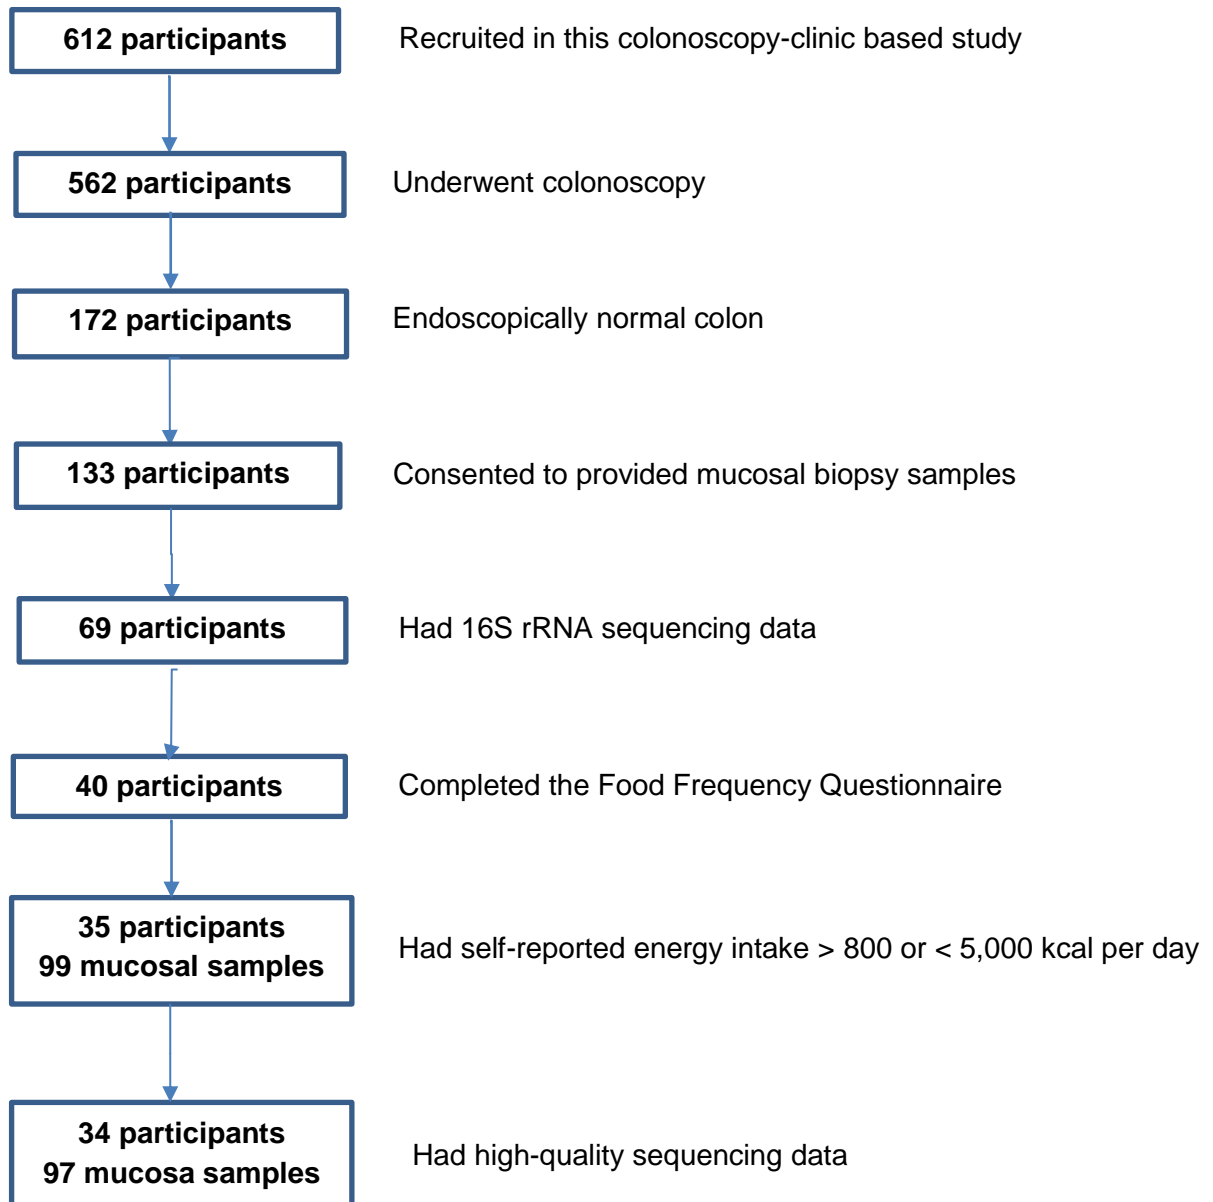 612 participants
Recruited in this colonoscopy-clinic based study
562 participants
Underwent colonoscopy
172 participants
Endoscopically normal colon
133 participants
Consented to provided mucosal biopsy samples
69 participants
Had 16S rRNA sequencing data
40 participants
Completed the Food Frequency Questionnaire
35 participants
99 mucosal samples
Had self-reported energy intake > 800 or < 5,000 kcal per day
34 participants
97 mucosa samples
Had high-quality sequencing data